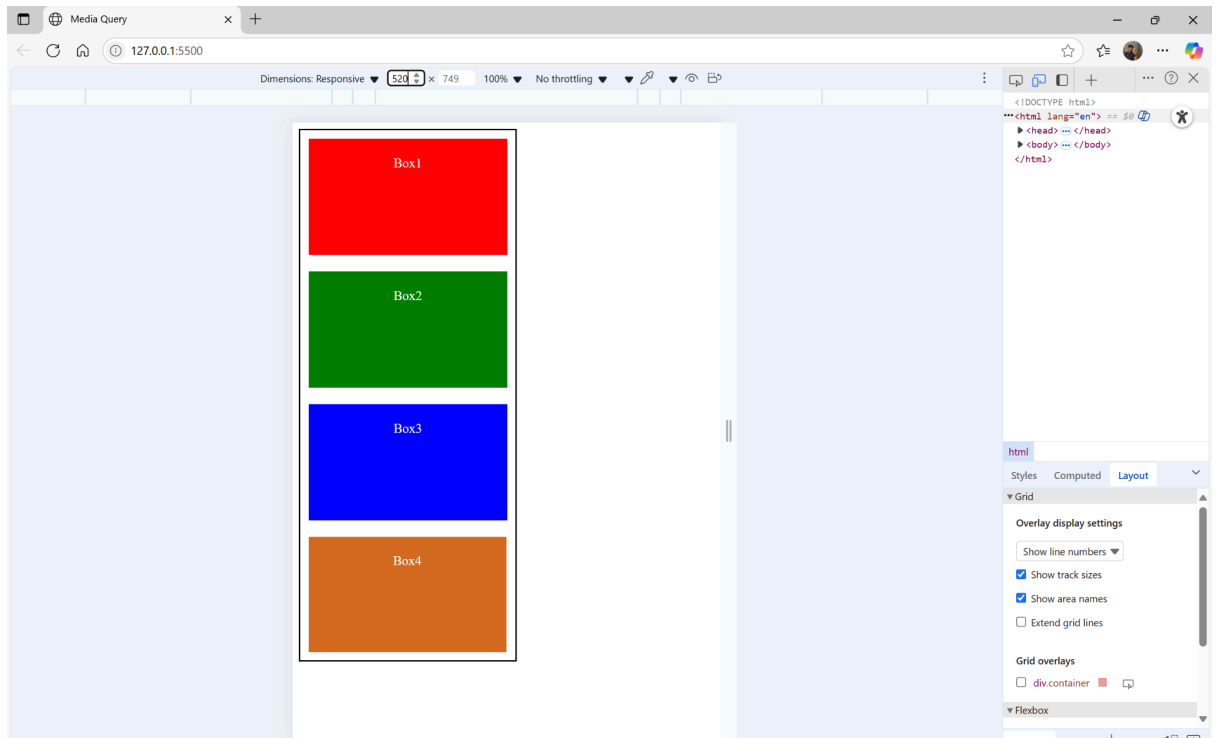 Media Query
127.0.0.1:5500
Dimensions: Responsive 520 × 749 100% No throttling
<!DOCTYPE html>
<html lang="en"> == $0
<head> ... </head>
<body> ... </body>
</html>
Box1
Box2
Box3
Box4
html
Styles Computed Layout
Grid
Overlay display settings
Show line numbers
Show track sizes
Show area names
Extend grid lines
Grid overlays
div.container
Flexbox